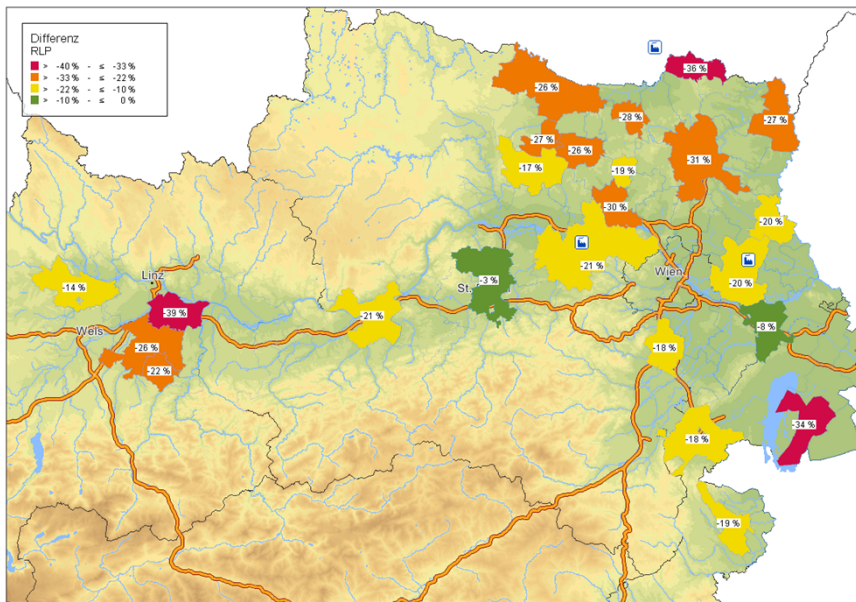 Differenz
RLP
> -40 % - ≤ -33 %
> -33 % - ≤ -22 %
> -22 % - ≤ -10 %
> -10 % - ≤ 0 %
-36 %
-26 %
-28 %
-27 %
-27 %
-26 %
-31 %
-17 %
-19 %
-30 %
-20 %
-21 %
Wien
-20 %
Linz
-14 %
St.
-3 %
-39 %
-21 %
Wels
-8 %
-26 %
-18 %
-22 %
-34 %
-18 %
-19 %